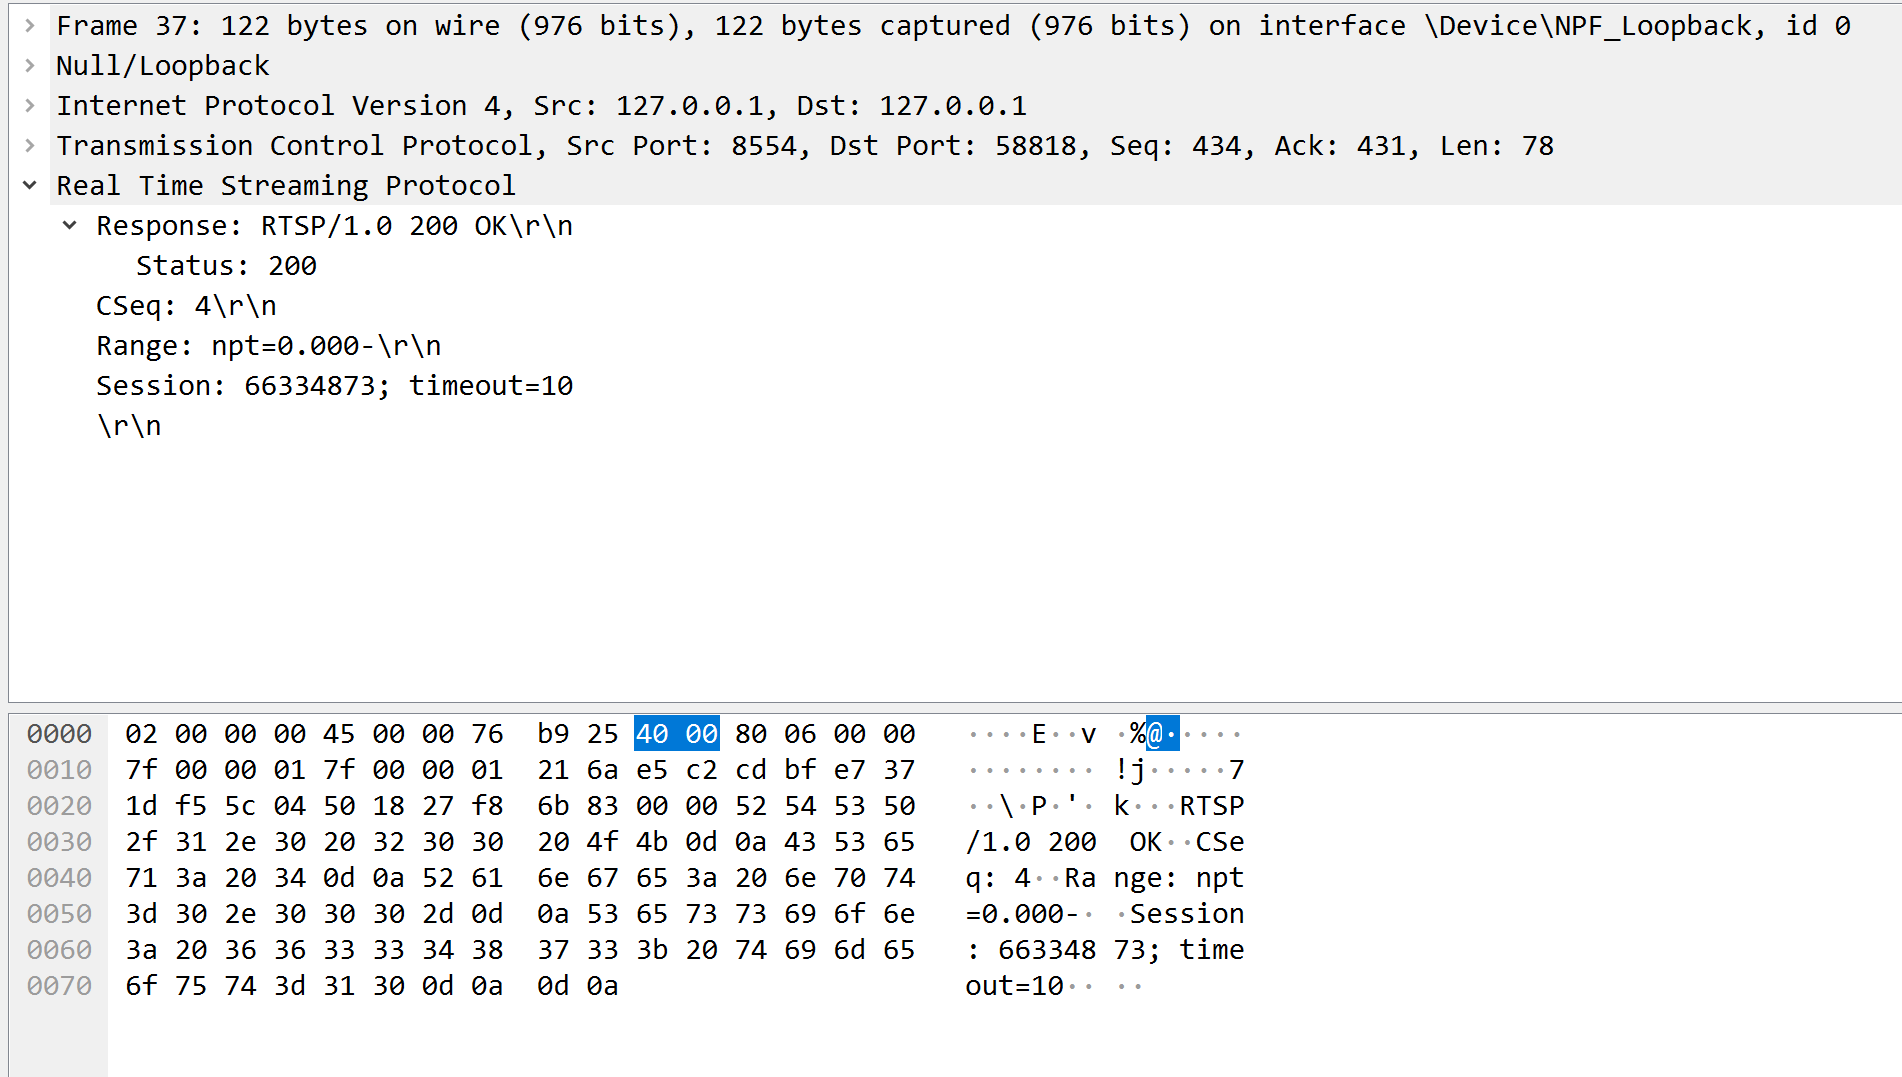 Frame 37: 122 bytes on wire (976 bits), 122 bytes captured (976 bits) on interface \Device\NPF_Loopback, id 0
Null/Loopback
Internet Protocol Version 4, Src: 127.0.0.1, Dst: 127.0.0.1
Transmission Control Protocol, Src Port: 8554, Dst Port: 58818, Seq: 434, Ack: 431, Len: 78
Real Time Streaming Protocol
Response: RTSP/1.0 200 OK\r\n
Status: 200
CSeq: 4\r\n
Range: npt=0.000-\r\n
Session: 66334873; timeout=10
\r\n
0000 02 00 00 00 45 00 00 76 b9 25 40 00 80 06 00 00 ····E··v ·%@·····
0010 7f 00 00 01 7f 00 00 01 21 6a e5 c2 cd bf e7 37 ········ !j·····7
0020 1d f5 5c 04 50 18 27 f8 6b 83 00 00 52 54 53 50 ··\·P·'· k···RTSP
0030 2f 31 2e 30 20 32 30 30 20 4f 4b 0d 0a 43 53 65 /1.0 200 OK··CSe
0040 71 3a 20 34 0d 0a 52 61 6e 67 65 3a 20 6e 70 74 q: 4··Ra nge: npt
0050 3d 30 2e 30 30 30 2d 0d 0a 53 65 73 73 69 6f 6e =0.000-· ·Session
0060 3a 20 36 36 33 33 34 38 37 33 3b 20 74 69 6d 65 : 663348 73; time
0070 6f 75 74 3d 31 30 0d 0a 0d 0a out=10·· ··